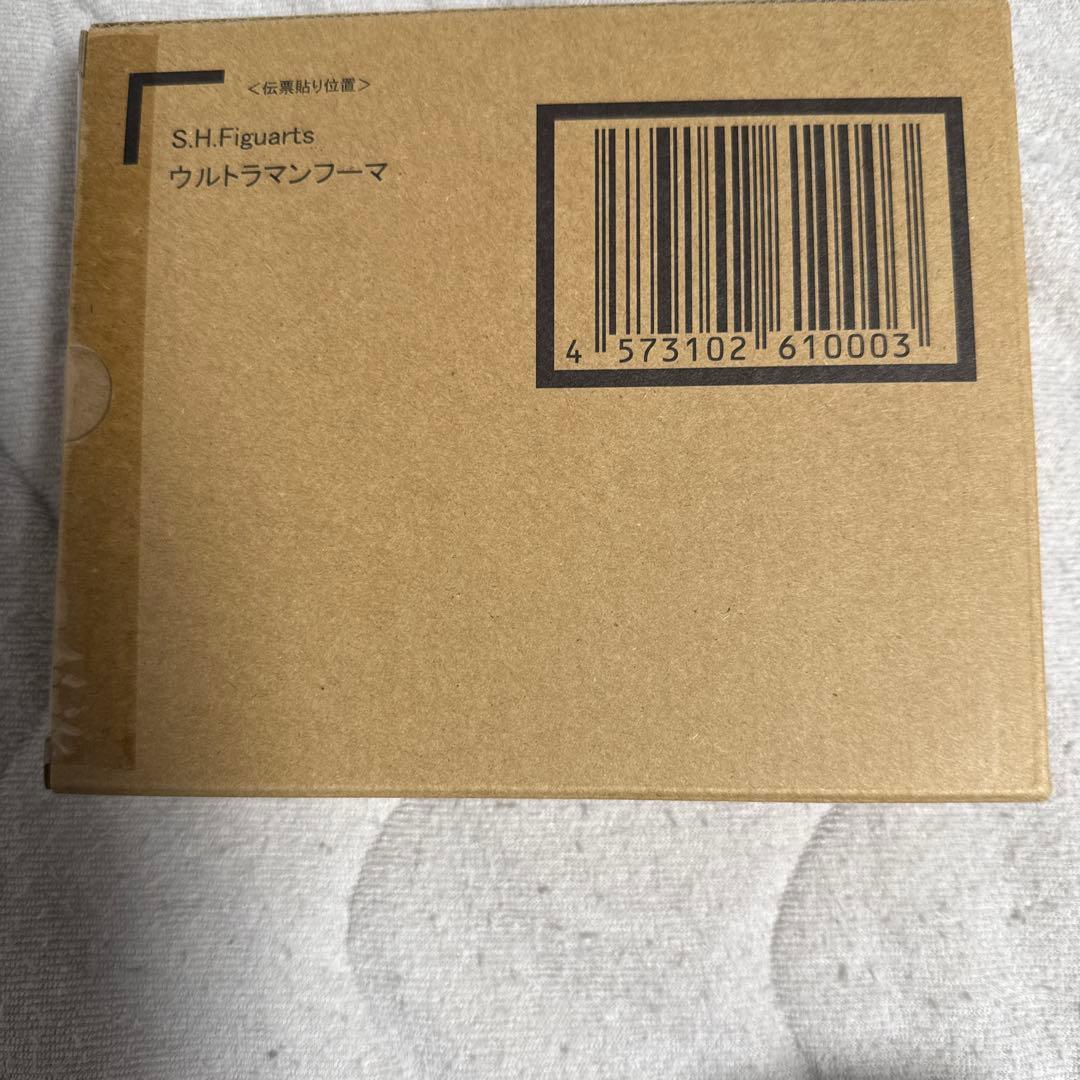 ＜伝票貼り位置＞
S.H.Figuarts
ウルトラマンフーマ
4 573102 610003